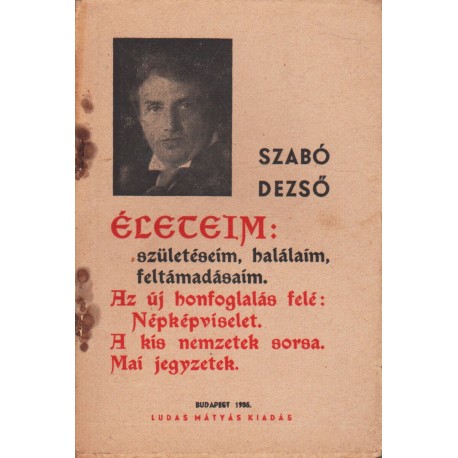 SZABÓ
DEZSŐ
ÉLETEIM:
születéseim, halálaim,
feltámadásaim.
Az új honfoglalás felé:
Népképviselet.
A kis nemzetek sorsa.
Mai jegyzetek.
BUDAPEST 1936.
LUDAS MÁTYÁS KIADÁS